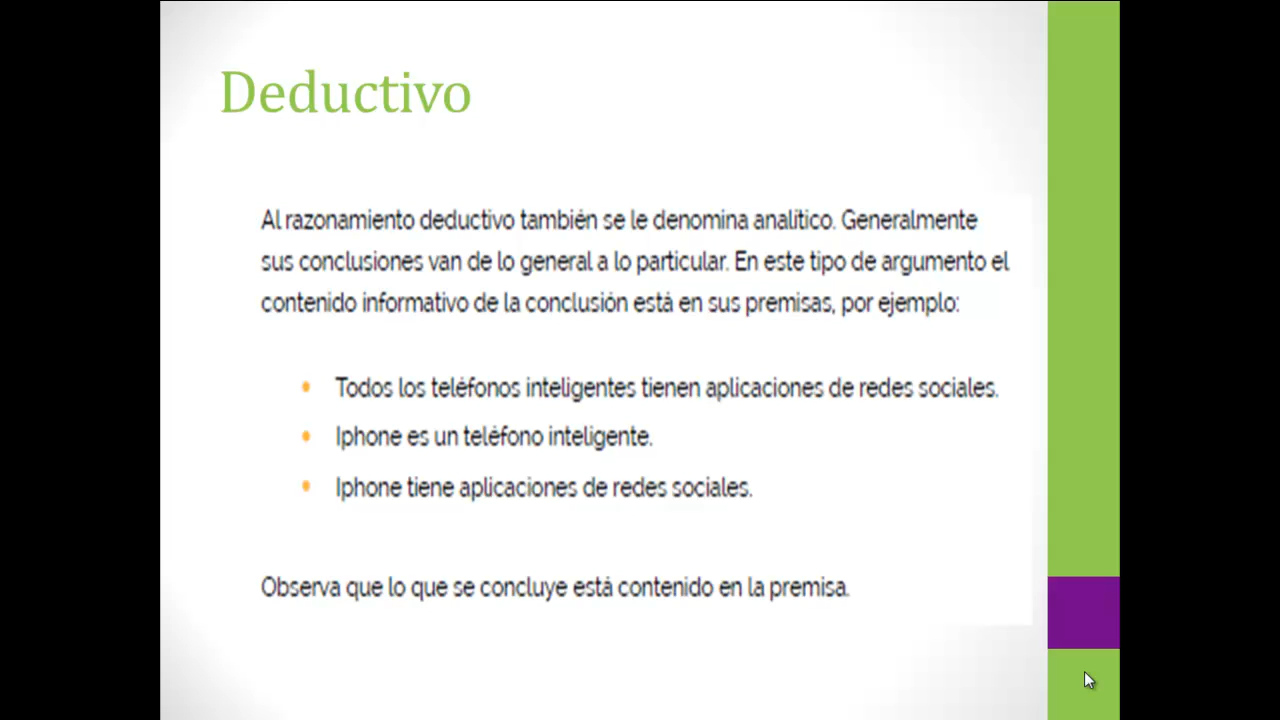 Deductivo
Al razonamiento deductivo también se le denomina analítico. Generalmente
sus conclusiones van de lo general a lo particular. En este tipo de argumento el
contenido informativo de la conclusión está en sus premisas, por ejemplo:
• Todos los teléfonos inteligentes tienen aplicaciones de redes sociales.
• Iphone es un teléfono inteligente.
• Iphone tiene aplicaciones de redes sociales.
Observa que lo que se concluye está contenido en la premisa.